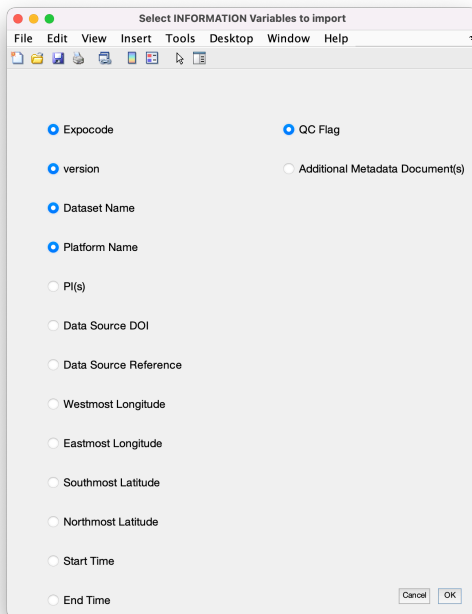 Select INFORMATION Variables to import
File Edit View Insert Tools Desktop Window Help
Expocode
version
Dataset Name
Platform Name
PI(s)
Data Source DOI
Data Source Reference
Westmost Longitude
Eastmost Longitude
Southmost Latitude
Northmost Latitude
Start Time
End Time
QC Flag
Additional Metadata Document(s)
Cancel OK